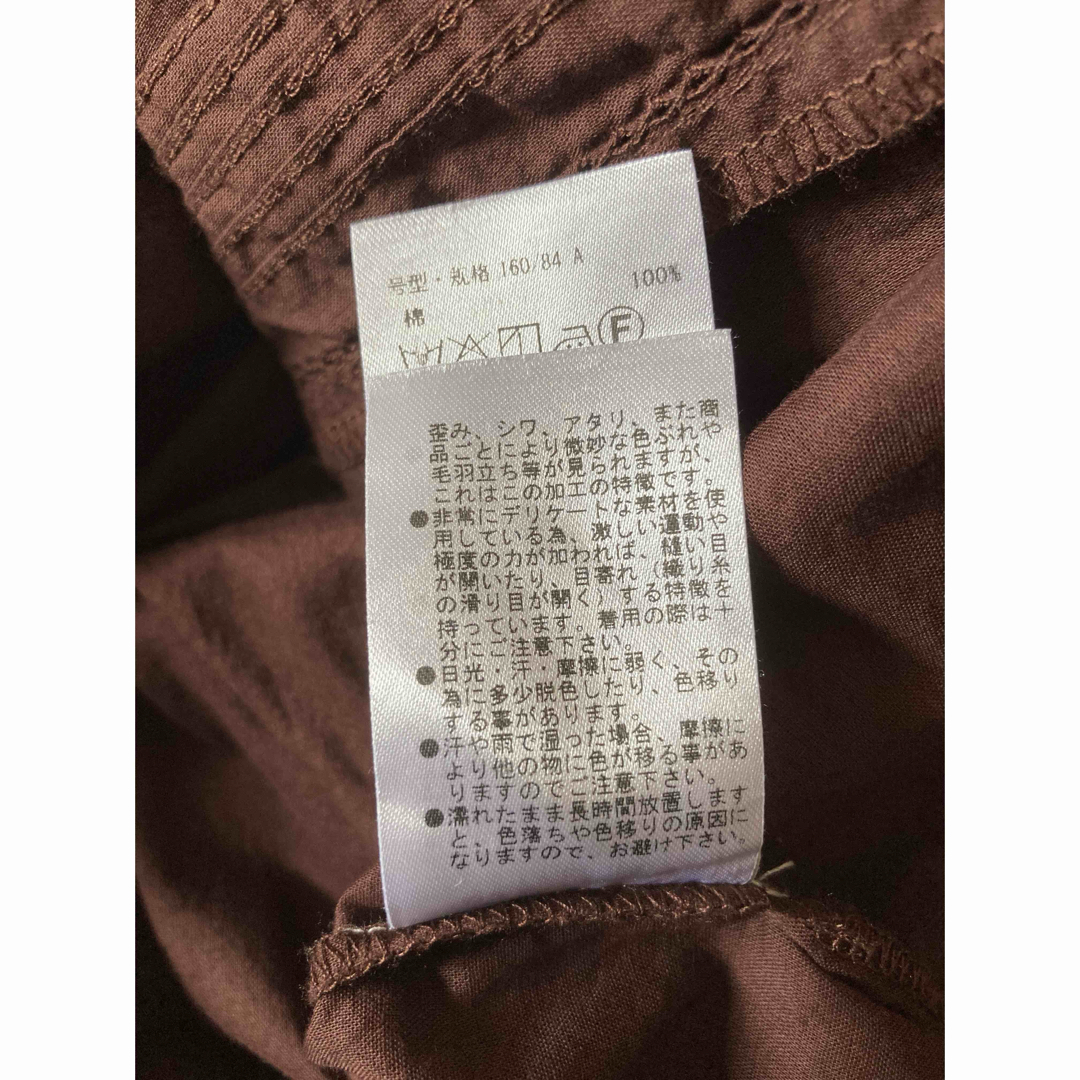 号型・規格 160/84 A
棉 100%
F
歪み、シワ、アタリ、また商
品ごとにより微妙な色ぶれや、
毛羽立ち等が見られますが、
これはこの加工の特徴です。
●非常にデリケートな素材を使
用している為、激しい運動や
極度の力が加わ 縫い目
が関いたり、目寄れ
の滑り する特徴を
持っています。着用の際は十
分にご注意下さい。
●日光・汗・摩擦に弱く、その
為に多少脱色したり、色移り
する事があります。
●汗や雨での湿った場合、摩擦に
より他の物に色が移る事があ
りますのでご注意下さい。
●濡れたまま長時間放置します
と、色落ちや色移りの原因に
なりますので、お避け下さい。